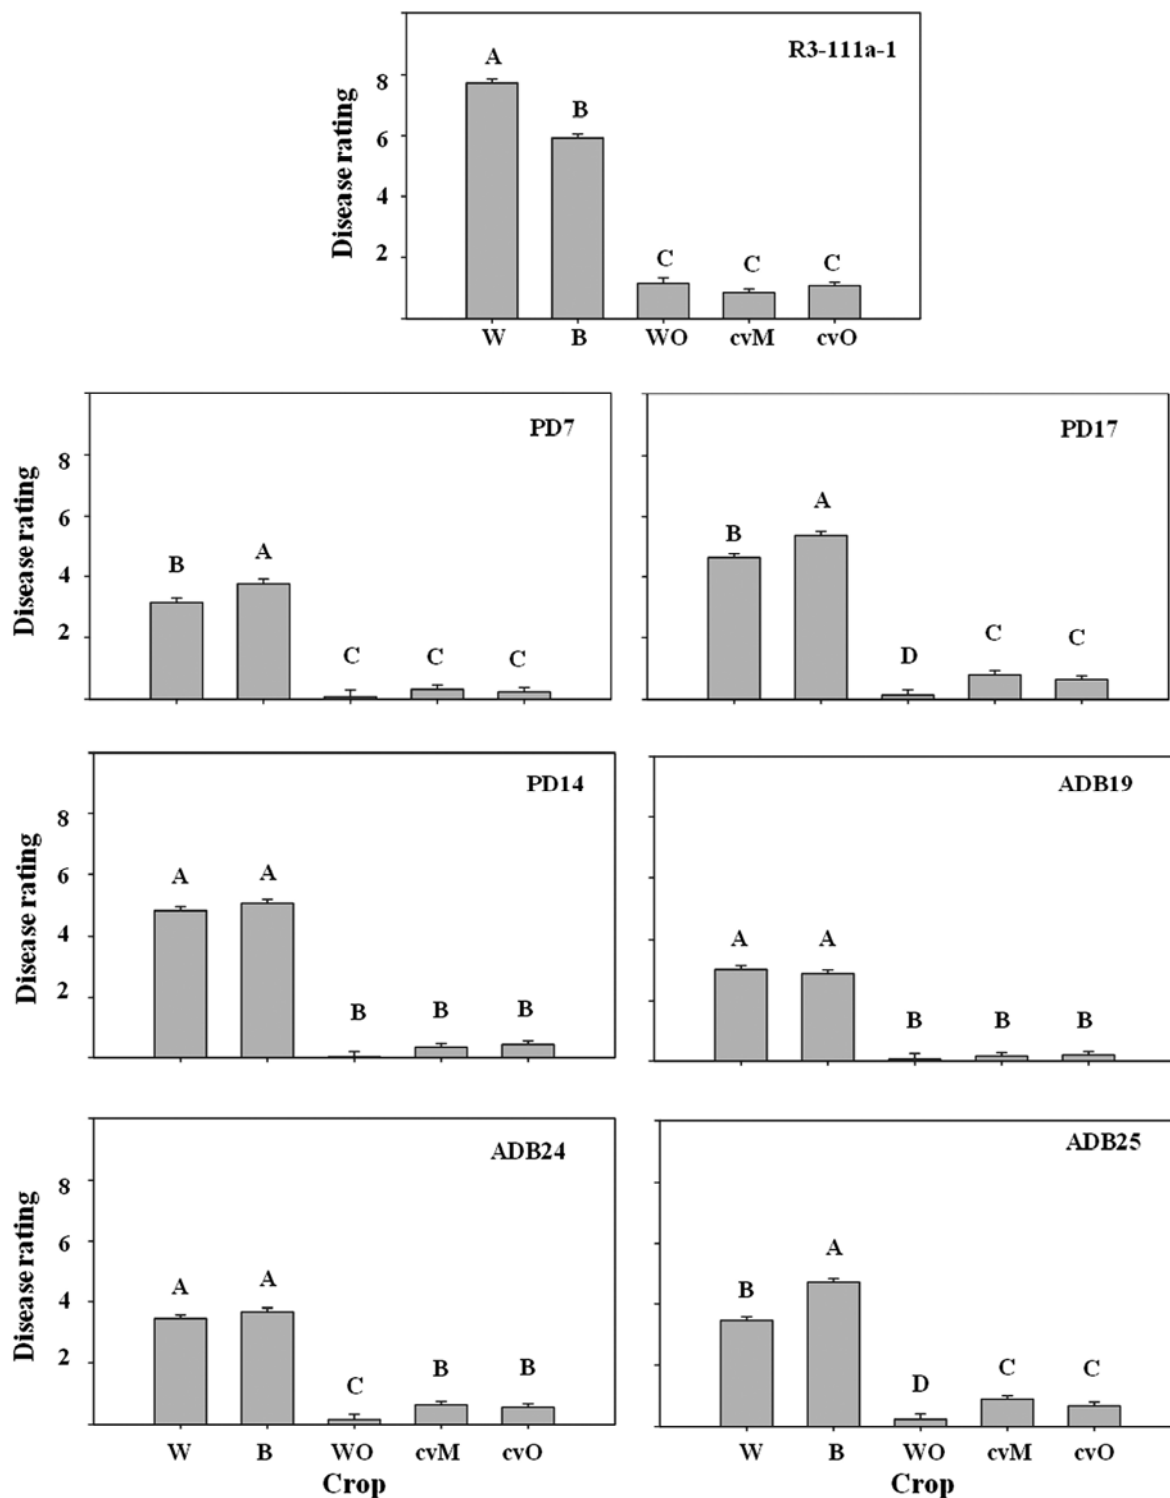 R3-111a-1
Disease rating
8
6
4
2
A
B
C
C
C
W B WO cvM cvO
PD7
Disease rating
8
6
4
2
B
A
C
C
C
PD17
B
A
D
C
C
PD14
Disease rating
8
6
4
2
A
A
B
B
B
ADB19
A
A
B
B
B
ADB24
Disease rating
8
6
4
2
A
A
C
B
B
W B WO cvM cvO
Crop
ADB25
B
A
D
C
C
W B WO cvM cvO
Crop